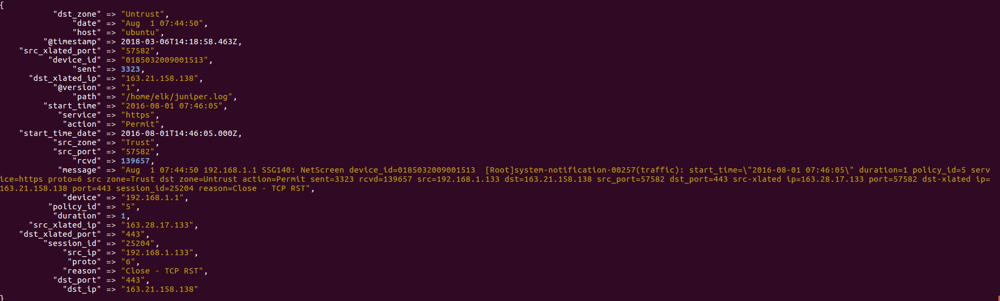 {
"dst_zone" => "Untrust",
"date" => "Aug  1 07:44:50",
"host" => "ubuntu",
"@timestamp" => 2018-03-06T14:18:58.463Z,
"src_xlated_port" => "57582",
"device_id" => "0185032009001513",
"sent" => 3323,
"dst_xlated_ip" => "163.21.158.138",
"@version" => "1",
"path" => "/home/elk/juniper.log",
"start_time" => "2016-08-01 07:46:05",
"service" => "https",
"action" => "Permit",
"start_time_date" => 2016-08-01T14:46:05.000Z,
"src_zone" => "Trust",
"src_port" => "57582",
"rcvd" => 139657,
"message" => "Aug  1 07:44:50 192.168.1.1 SSG140: NetScreen device_id=0185032009001513  [Root]system-notification-00257(traffic): start_time=\"2016-08-01 07:46:05\" duration=1 policy_id=5 serv
ice=https proto=6 src zone=Trust dst zone=Untrust action=Permit sent=3323 rcvd=139657 src=192.168.1.133 dst=163.21.158.138 src_port=57582 dst_port=443 src-xlated ip=163.28.17.133 port=57582 dst-xlated ip=
163.21.158.138 port=443 session_id=25204 reason=Close - TCP RST",
"device" => "192.168.1.1",
"policy_id" => "5",
"duration" => 1,
"src_xlated_ip" => "163.28.17.133",
"dst_xlated_port" => "443",
"session_id" => "25204",
"src_ip" => "192.168.1.133",
"proto" => "6",
"reason" => "Close - TCP RST",
"dst_port" => "443",
"dst_ip" => "163.21.158.138"
}